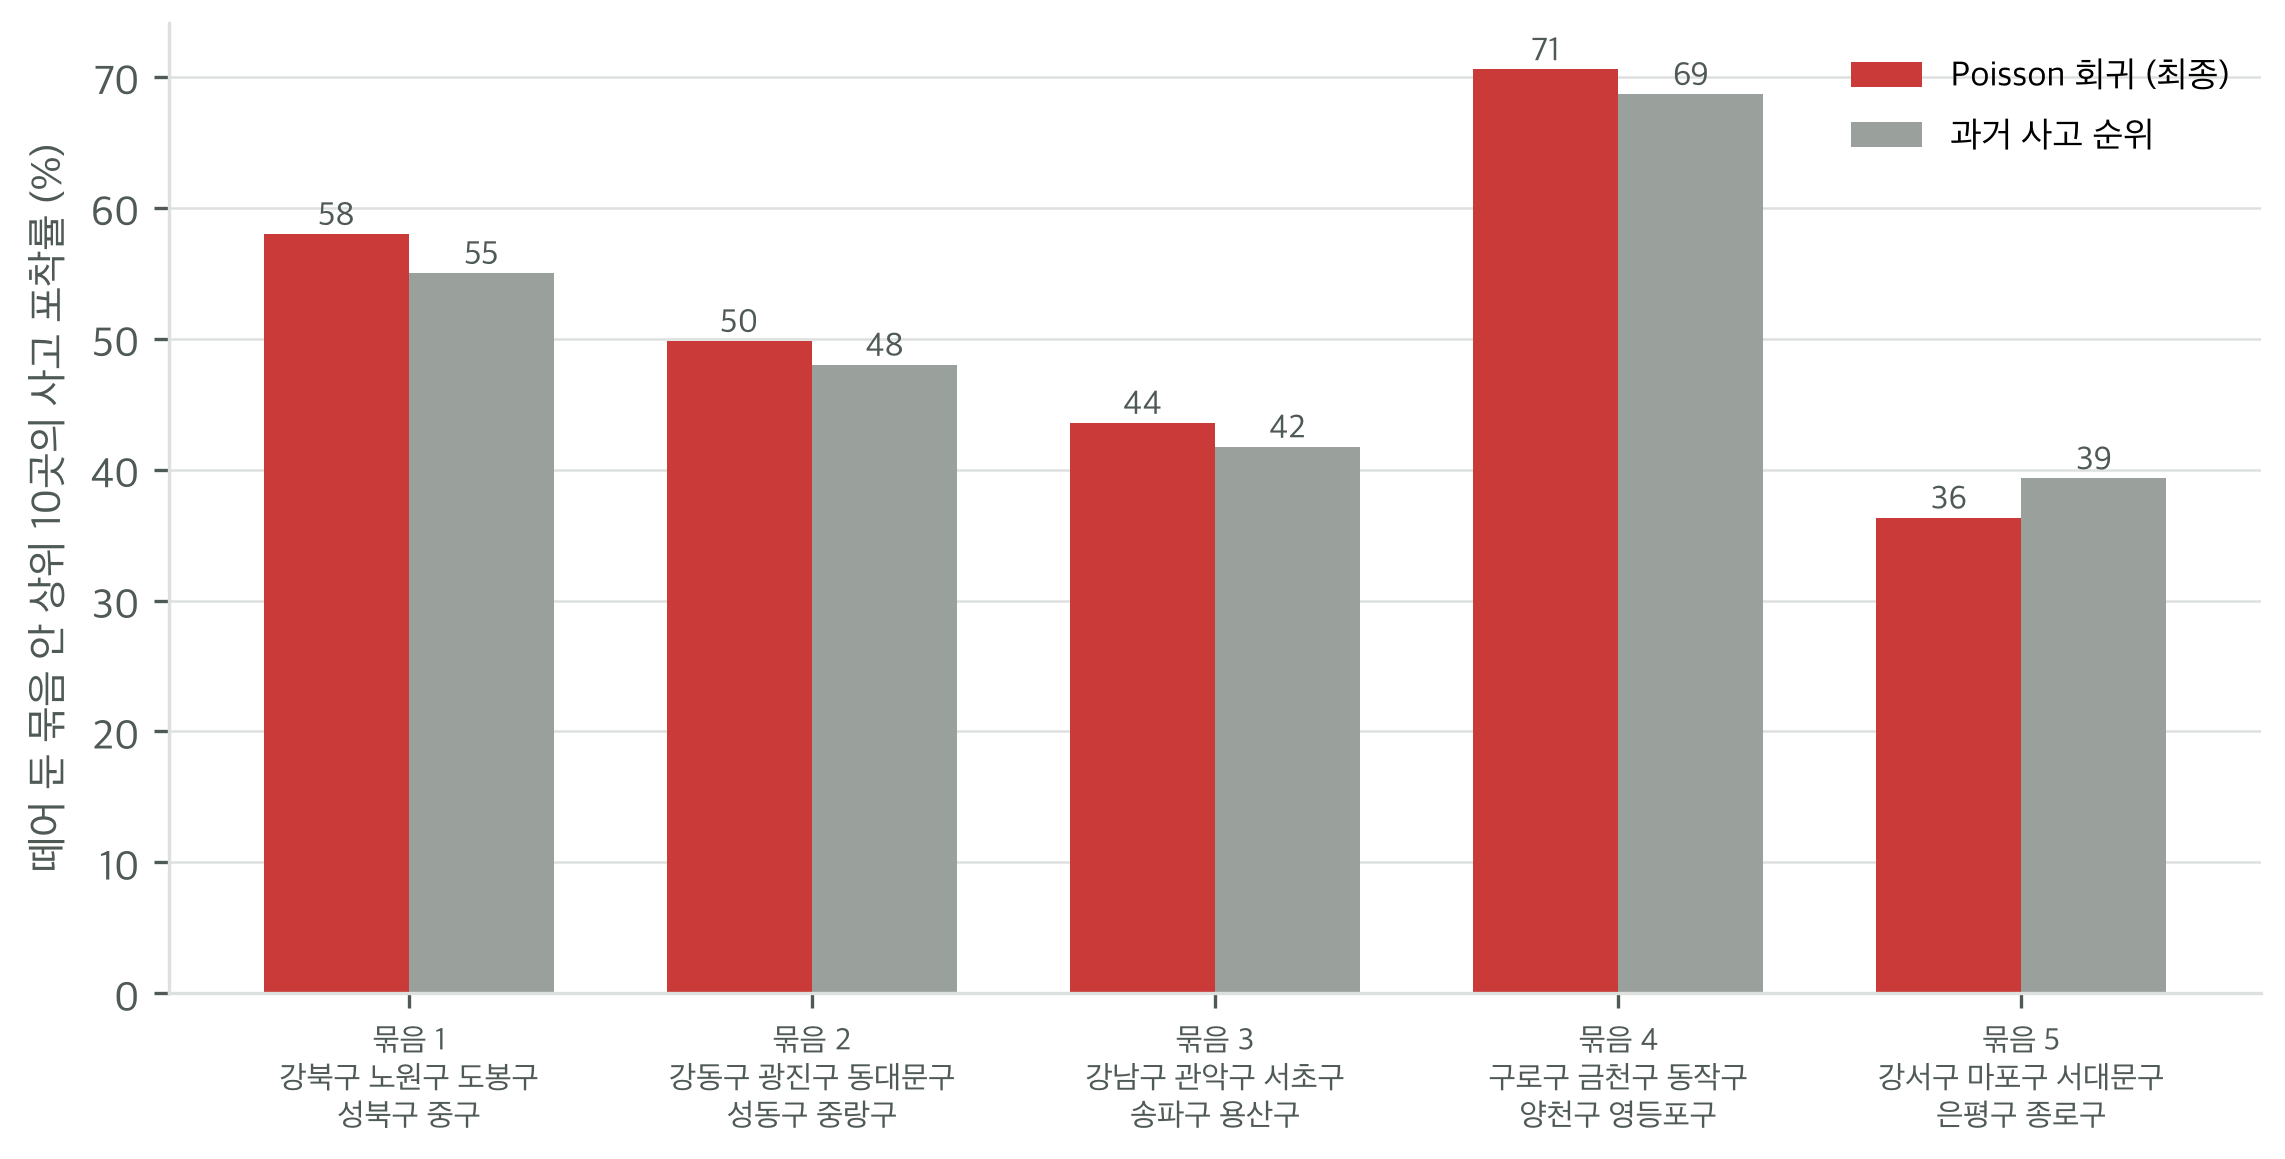 떼어 둔 묶음 안 상위 10곳의 사고 포착률 (%)
70
60
50
40
30
20
10
0
58
55
50
48
44
42
71
69
36
39
Poisson 회귀 (최종)
과거 사고 순위
묶음 1
강북구 노원구 도봉구
성북구 중구
묶음 2
강동구 광진구 동대문구
성동구 중랑구
묶음 3
강남구 관악구 서초구
송파구 용산구
묶음 4
구로구 금천구 동작구
양천구 영등포구
묶음 5
강서구 마포구 서대문구
은평구 종로구